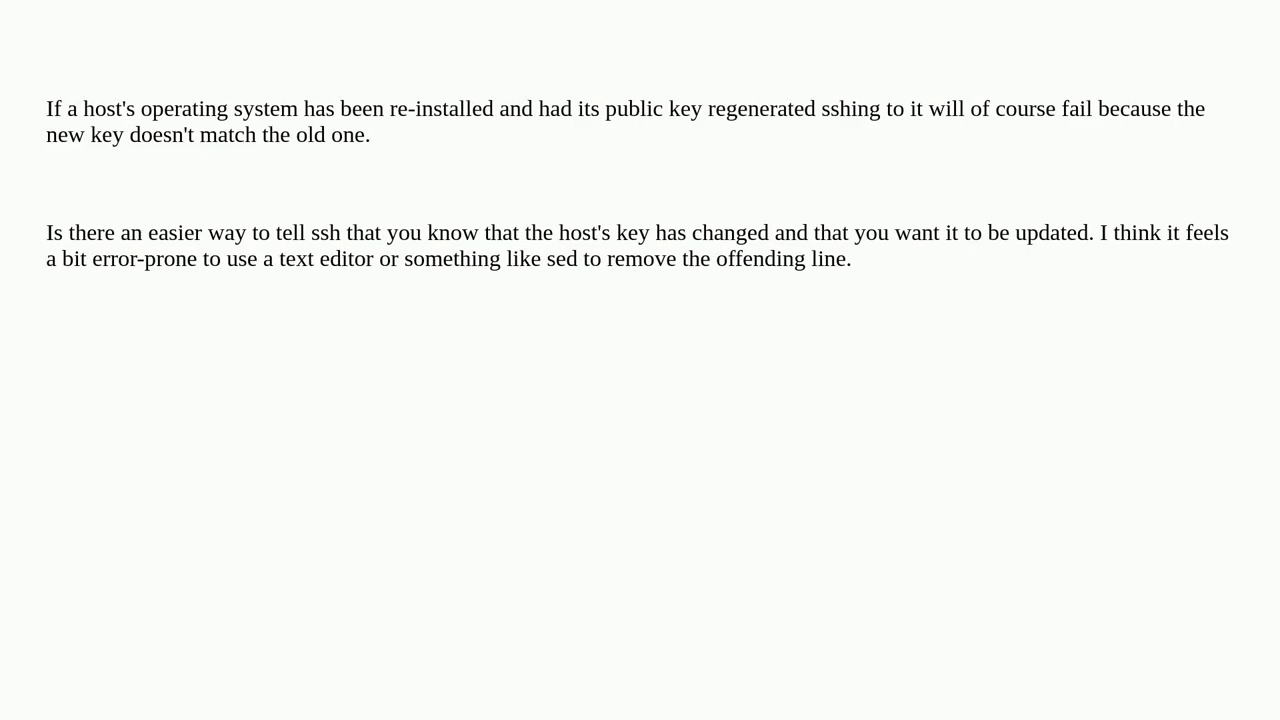 If a host's operating system has been re-installed and had its public key regenerated sshing to it will of course fail because the
new key doesn't match the old one.
Is there an easier way to tell ssh that you know that the host's key has changed and that you want it to be updated. I think it feels
a bit error-prone to use a text editor or something like sed to remove the offending line.